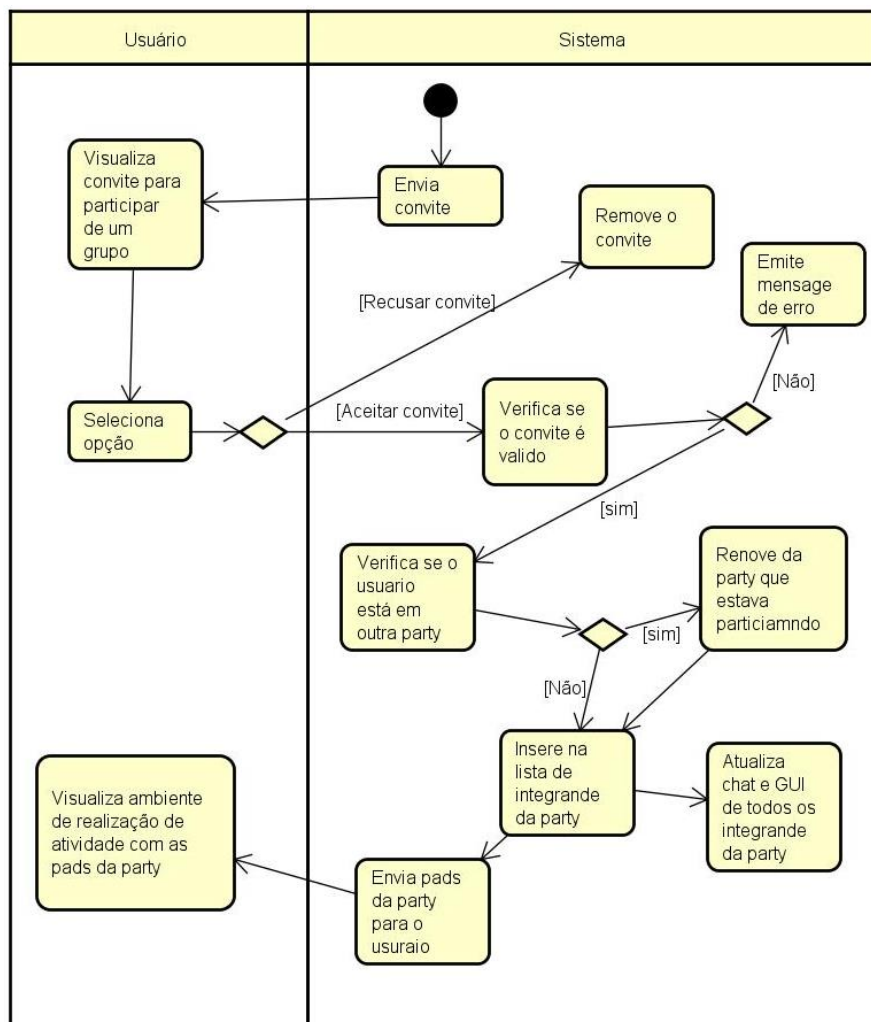 Usuário
Sistema
Visualiza
convite para
participar
de um
grupo
Envia
convite
Remove o
convite
Emite
mensage
de erro
[Recusar convite]
[Não]
Seleciona
opção
[Aceitar convite]
Verifica se
o convite é
valido
[sim]
Verifica se o
usuario
está em
outra party
Renove da
party que
estava
particiamndo
[sim]
[Não]
Insere na
lista de
integrande
da party
Atualiza
chat e GUI
de todos os
integrande
da party
Visualiza ambiente
de realização de
atividade com as
pads da party
Envia pads
da party
para o
usuraio